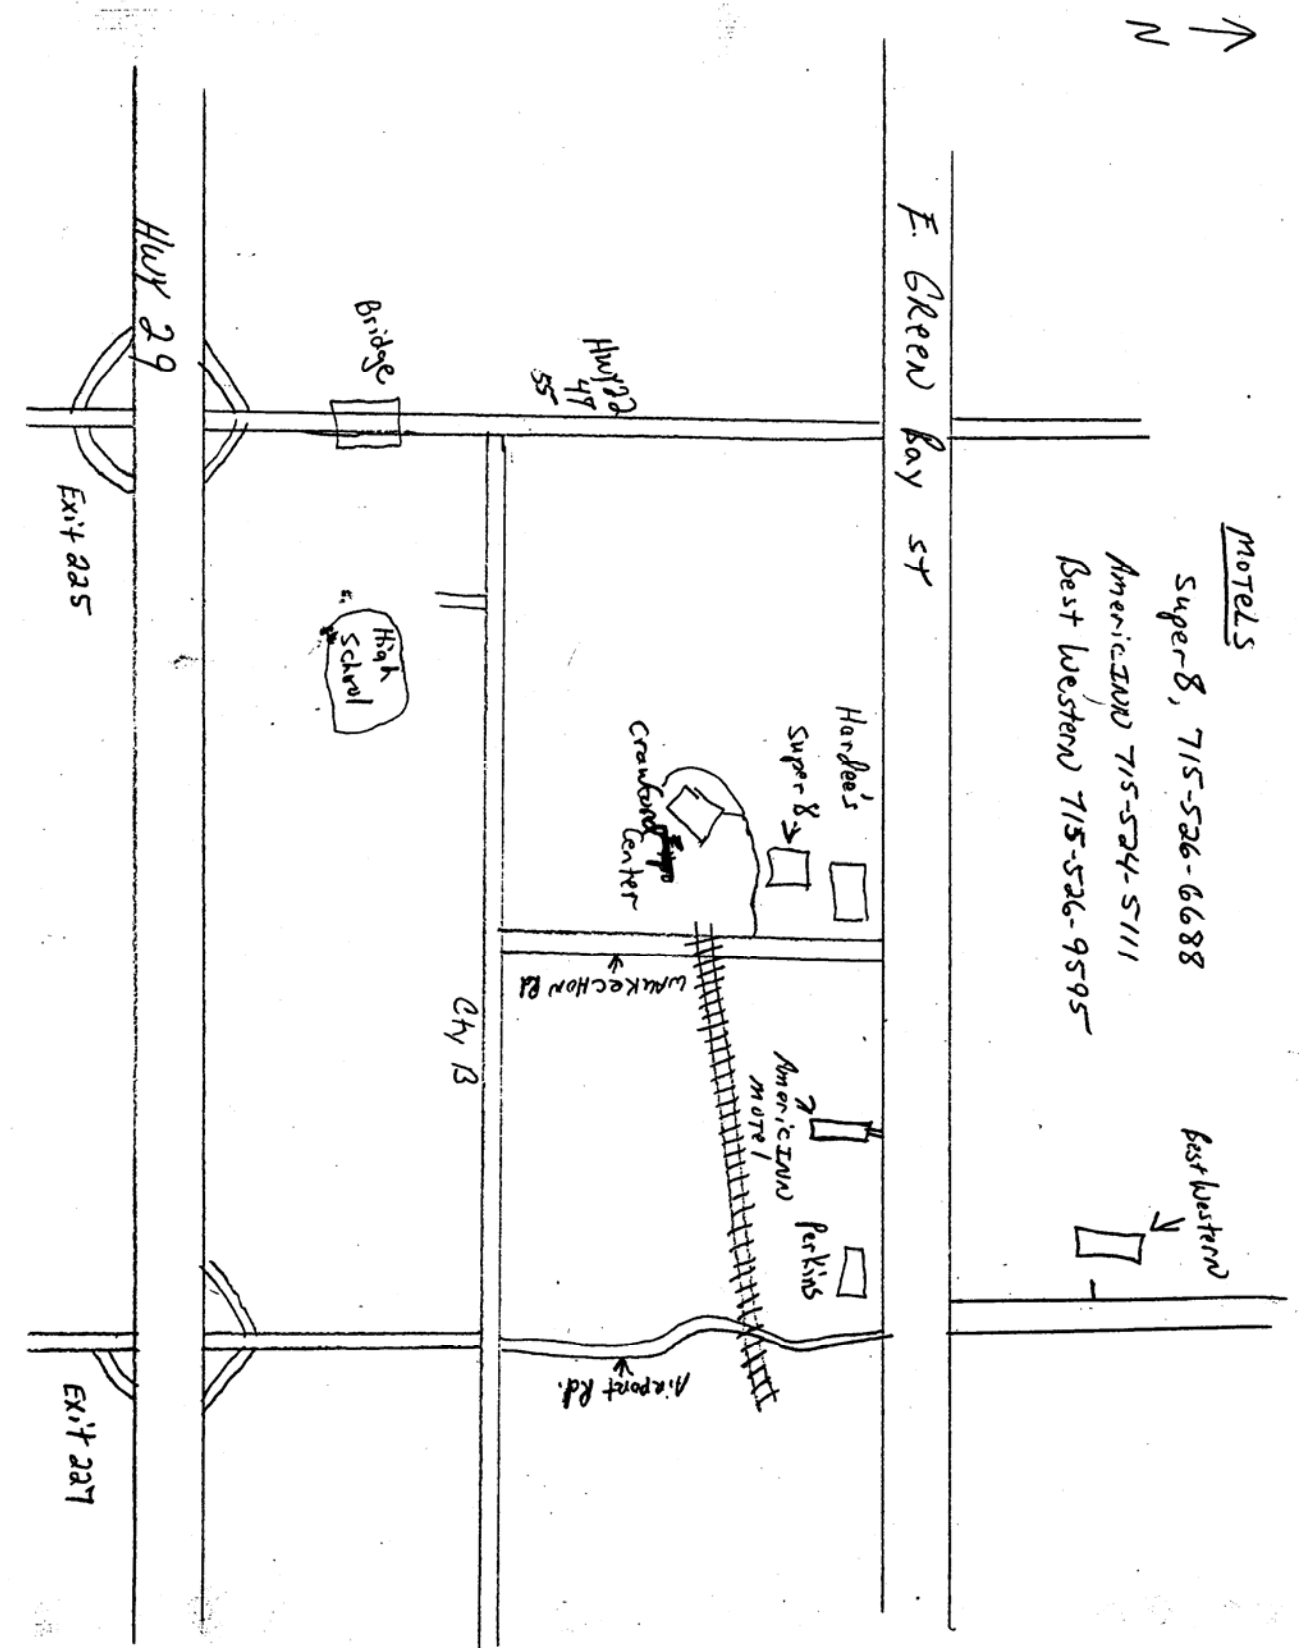 N
MOTELS
Super 8, 715-526-6688
AmericINN 715-524-5111
Best Western 715-526-9595
Best Western
E. GReeN Bay St
Hardee's
Super 8
AmericINN
MOTel
Perkins
Hwy 22
47
55
Crawford
Center
WAUKeCHON Rd
Airport Rd.
Bridge
High
School
Cty B
Hwy 29
Exit 225
Exit 227